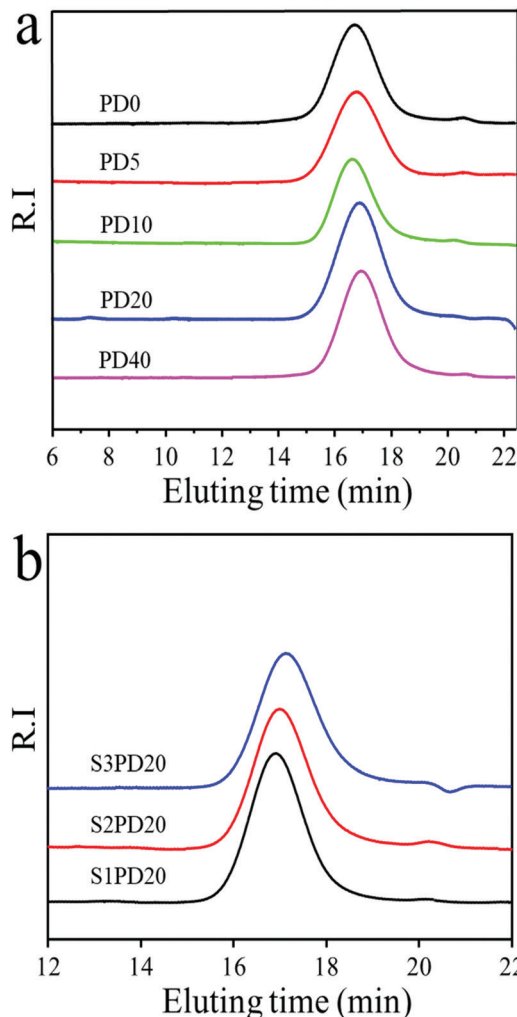 a
PD0
PD5
PD10
PD20
PD40
R.I
6 8 10 12 14 16 18 20 22
Eluting time (min)
b
S3PD20
S2PD20
S1PD20
R.I
12 14 16 18 20 22
Eluting time (min)